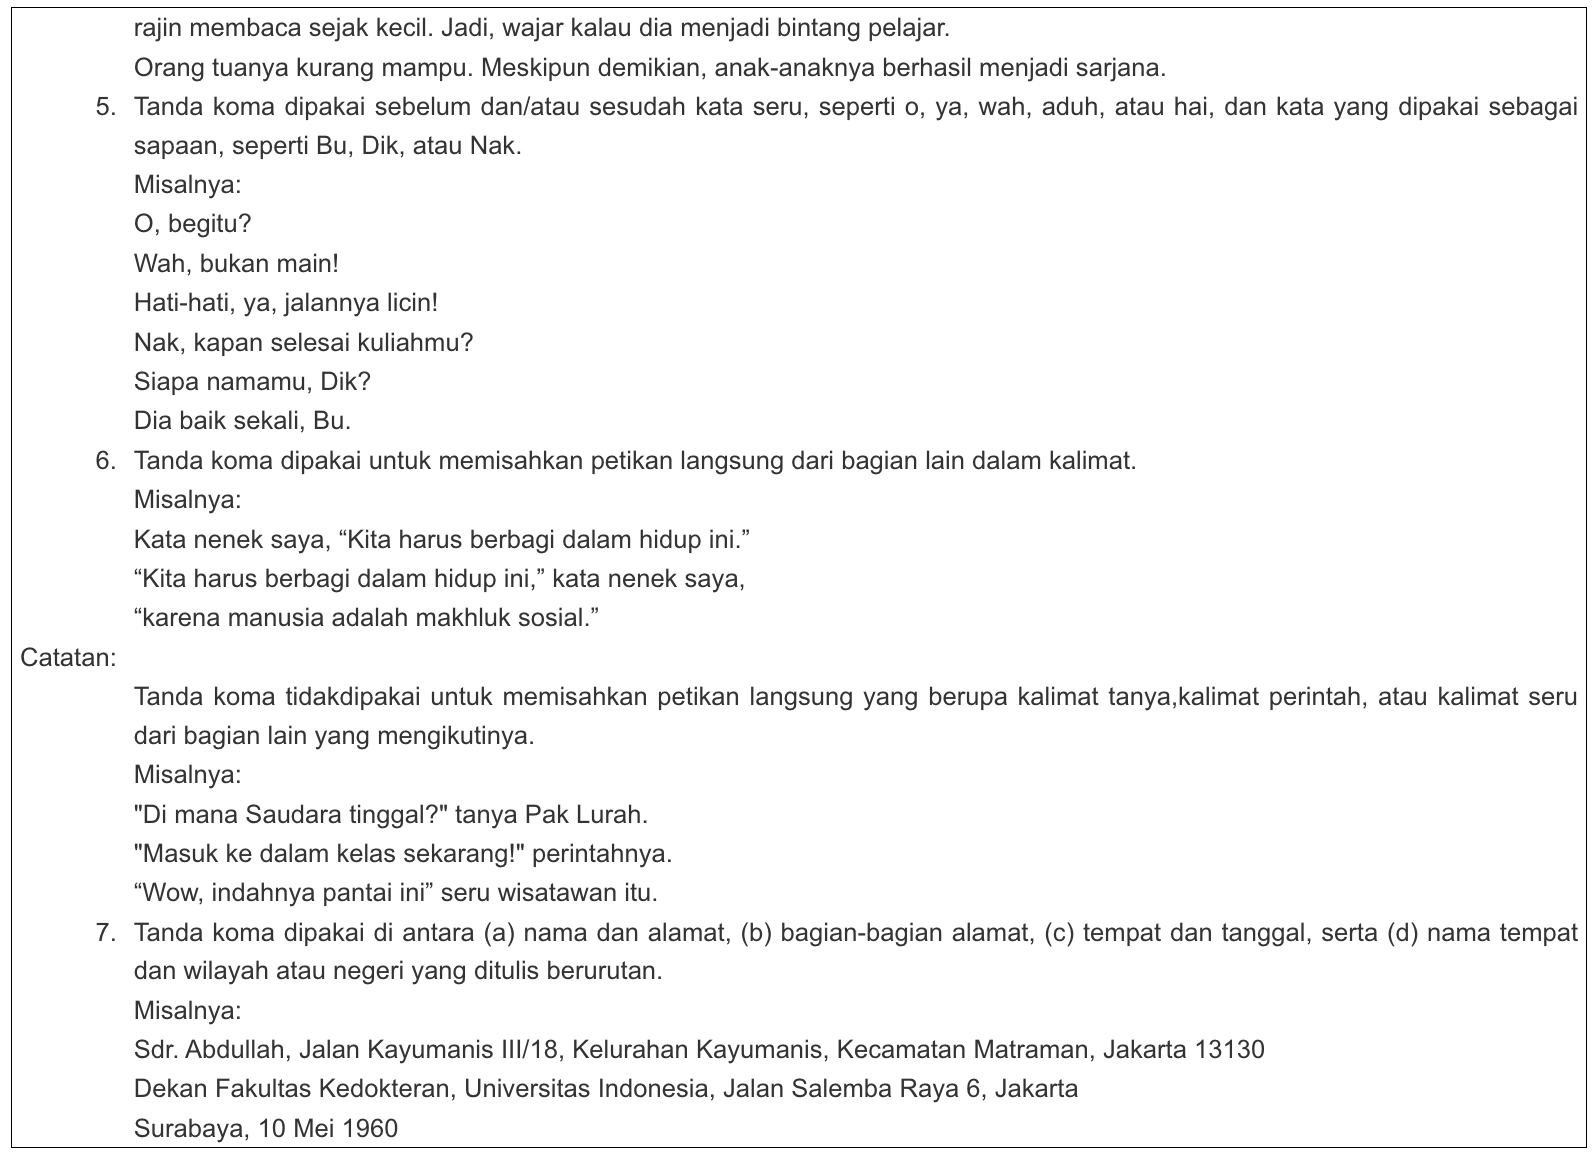 rajin membaca sejak kecil. Jadi, wajar kalau dia menjadi bintang pelajar.
Orang tuanya kurang mampu. Meskipun demikian, anak-anaknya berhasil menjadi sarjana.
5. Tanda koma dipakai sebelum dan/atau sesudah kata seru, seperti o, ya, wah, aduh, atau hai, dan kata yang dipakai sebagai
sapaan, seperti Bu, Dik, atau Nak.
Misalnya:
O, begitu?
Wah, bukan main!
Hati-hati, ya, jalannya licin!
Nak, kapan selesai kuliahmu?
Siapa namamu, Dik?
Dia baik sekali, Bu.
6. Tanda koma dipakai untuk memisahkan petikan langsung dari bagian lain dalam kalimat.
Misalnya:
Kata nenek saya, “Kita harus berbagi dalam hidup ini.”
“Kita harus berbagi dalam hidup ini,” kata nenek saya,
“karena manusia adalah makhluk sosial.”
Catatan:
Tanda koma tidakdipakai untuk memisahkan petikan langsung yang berupa kalimat tanya,kalimat perintah, atau kalimat seru
dari bagian lain yang mengikutinya.
Misalnya:
"Di mana Saudara tinggal?" tanya Pak Lurah.
"Masuk ke dalam kelas sekarang!" perintahnya.
“Wow, indahnya pantai ini” seru wisatawan itu.
7. Tanda koma dipakai di antara (a) nama dan alamat, (b) bagian-bagian alamat, (c) tempat dan tanggal, serta (d) nama tempat
dan wilayah atau negeri yang ditulis berurutan.
Misalnya:
Sdr. Abdullah, Jalan Kayumanis III/18, Kelurahan Kayumanis, Kecamatan Matraman, Jakarta 13130
Dekan Fakultas Kedokteran, Universitas Indonesia, Jalan Salemba Raya 6, Jakarta
Surabaya, 10 Mei 1960